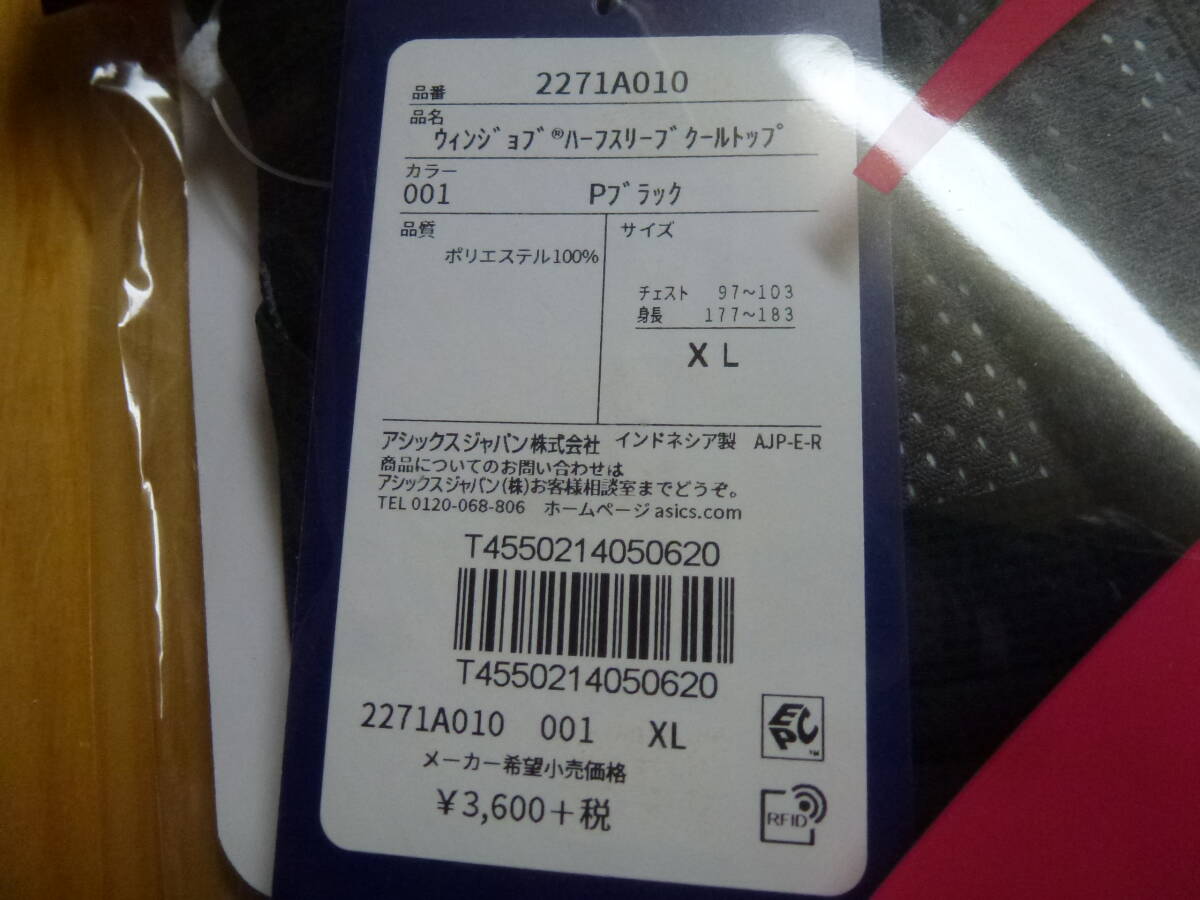 品番 2271A010
品名
ｳｨﾝｼﾞｮﾌﾞ®ﾊｰﾌｽﾘｰﾌﾞｸｰﾙﾄｯﾌﾟ
カラー
001 Pﾌﾞﾗｯｸ
品質 サイズ
ポリエステル100%
チェスト 97～103
身長 177～183
XL
アシックスジャパン株式会社 インドネシア製 AJP-E-R
商品についてのお問い合わせは
アシックスジャパン(株)お客様相談室までどうぞ。
TEL 0120-068-806 ホームページ asics.com
T4550214050620
T4550214050620
2271A010 001 XL
EPC™
メーカー希望小売価格
￥3,600＋税
RFID